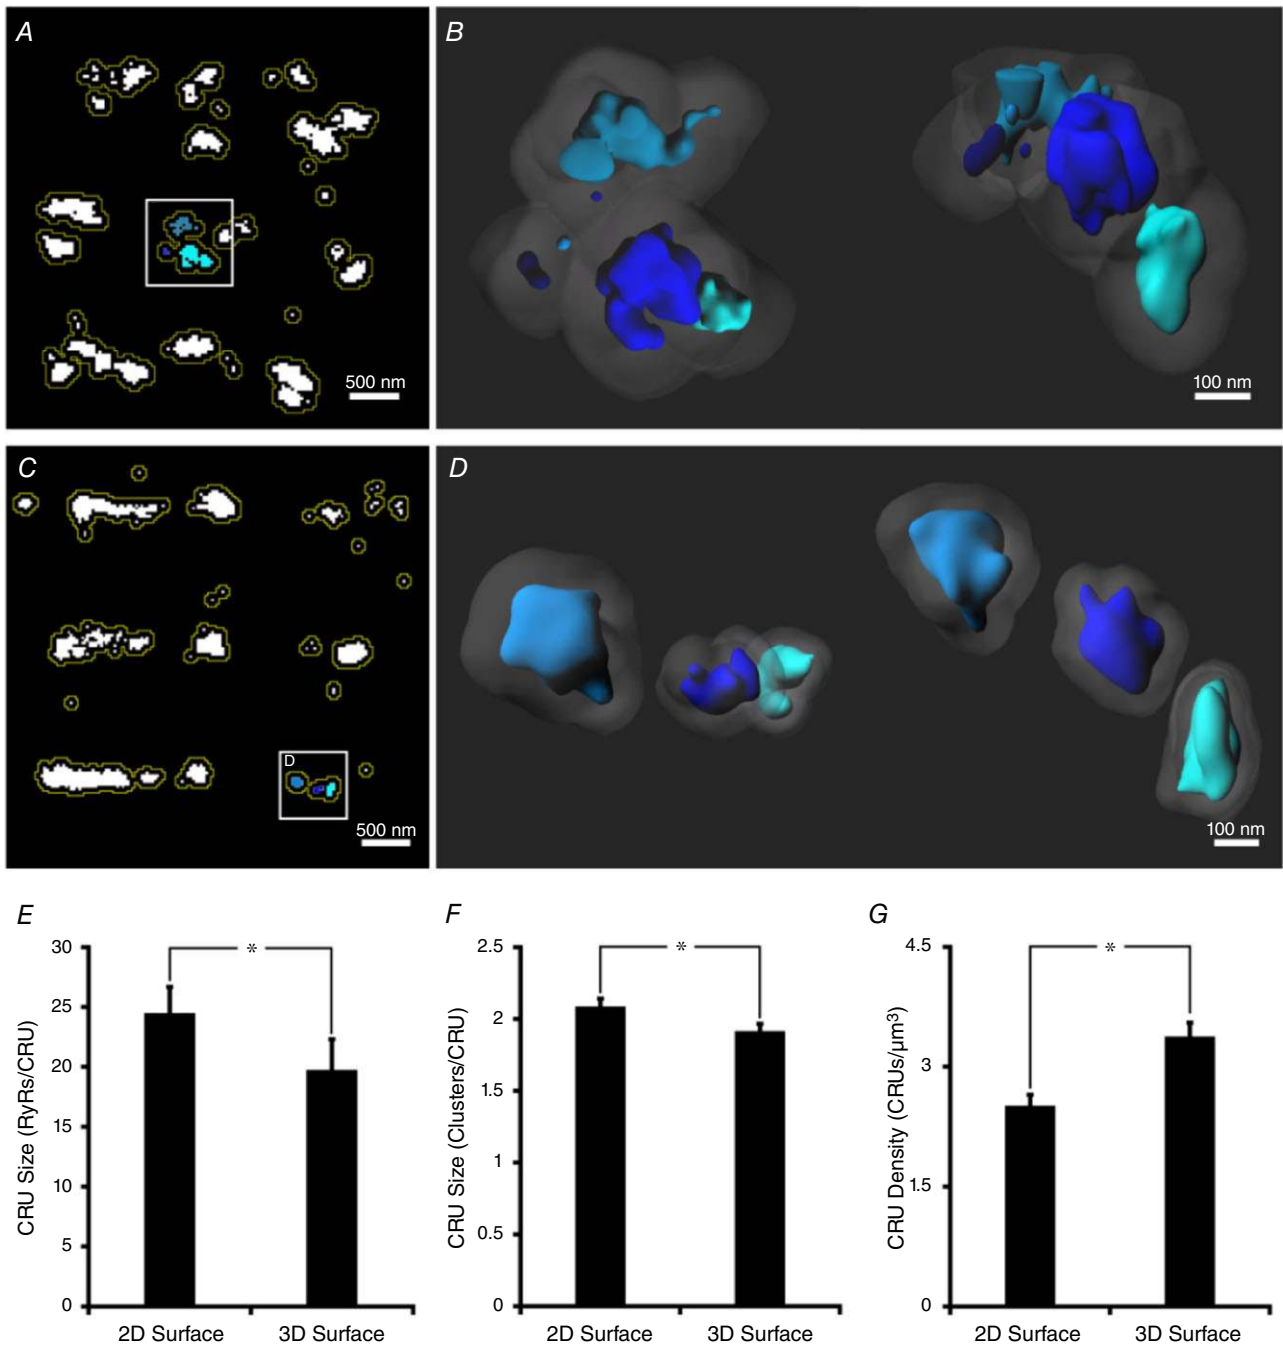 A
B
500 nm
100 nm
C
D
D
500 nm
100 nm
E
F
G
CRU Size (RyRs/CRU)
30
25
20
15
10
5
0
*
2D Surface 3D Surface
CRU Size (Clusters/CRU)
2.5
2
1.5
1
0.5
0
*
2D Surface 3D Surface
CRU Density (CRUs/µm³)
4.5
3
1.5
0
*
2D Surface 3D Surface